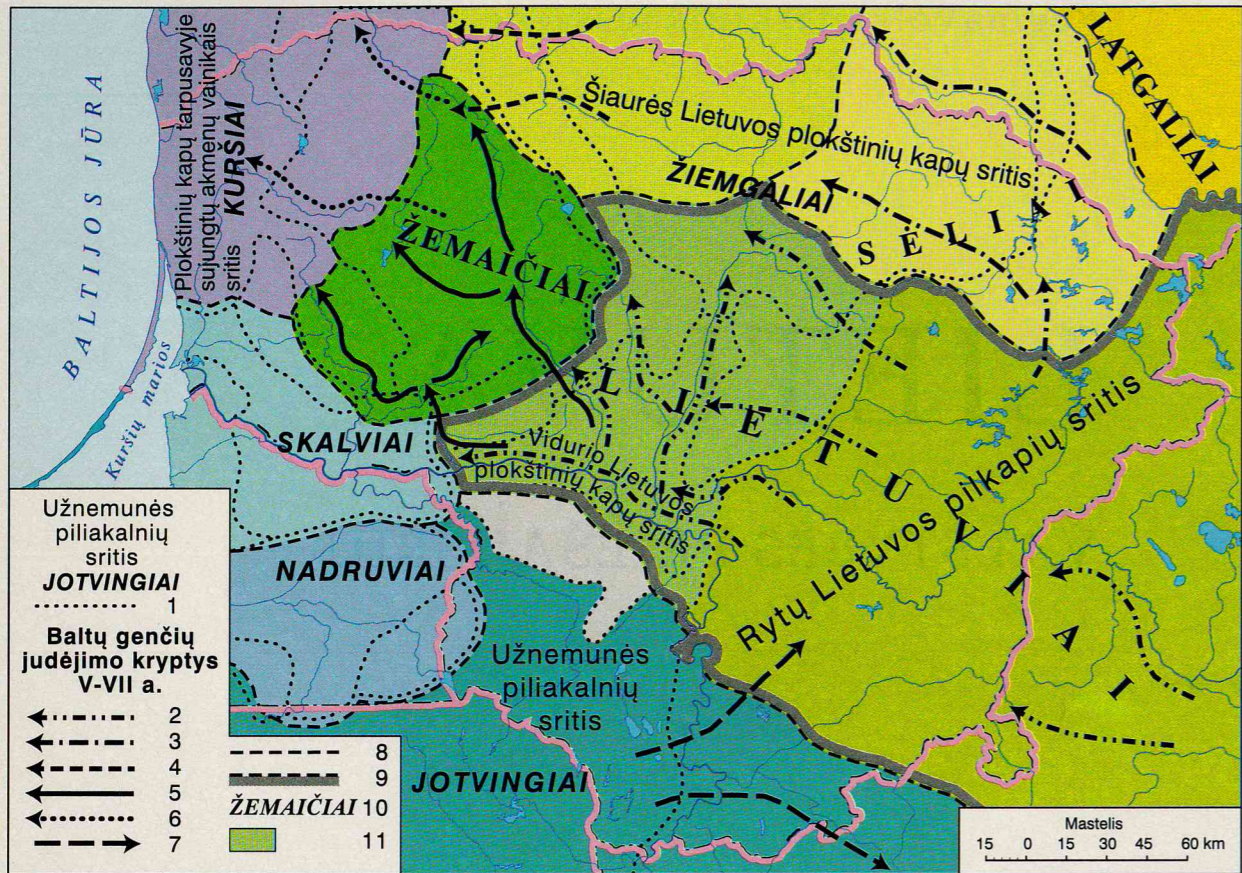 BALTIJOS JŪRA
Kuršių marios
Plokštinių kapų tarpusavyje
sujungtų akmenų vainikais
sritis
KURŠIAI
ŽEMAIČIAI
Šiaurės Lietuvos plokštinių kapų sritis
ŽIEMGALIAI
SĖLIAI
LATGALIAI
LIETUVIAI
Vidurio Lietuvos
plokštinių kapų sritis
Rytų Lietuvos pilkapių sritis
SKALVIAI
NADRUVIAI
Užnemunės
piliakalnių
sritis
JOTVINGIAI
Užnemunės
piliakalnių
sritis
JOTVINGIAI
1
Baltų genčių
judėjimo kryptys
V-VII a.
2
3
4
5
6
7
8
9
ŽEMAIČIAI 10
11
Mastelis
15 0 15 30 45 60 km